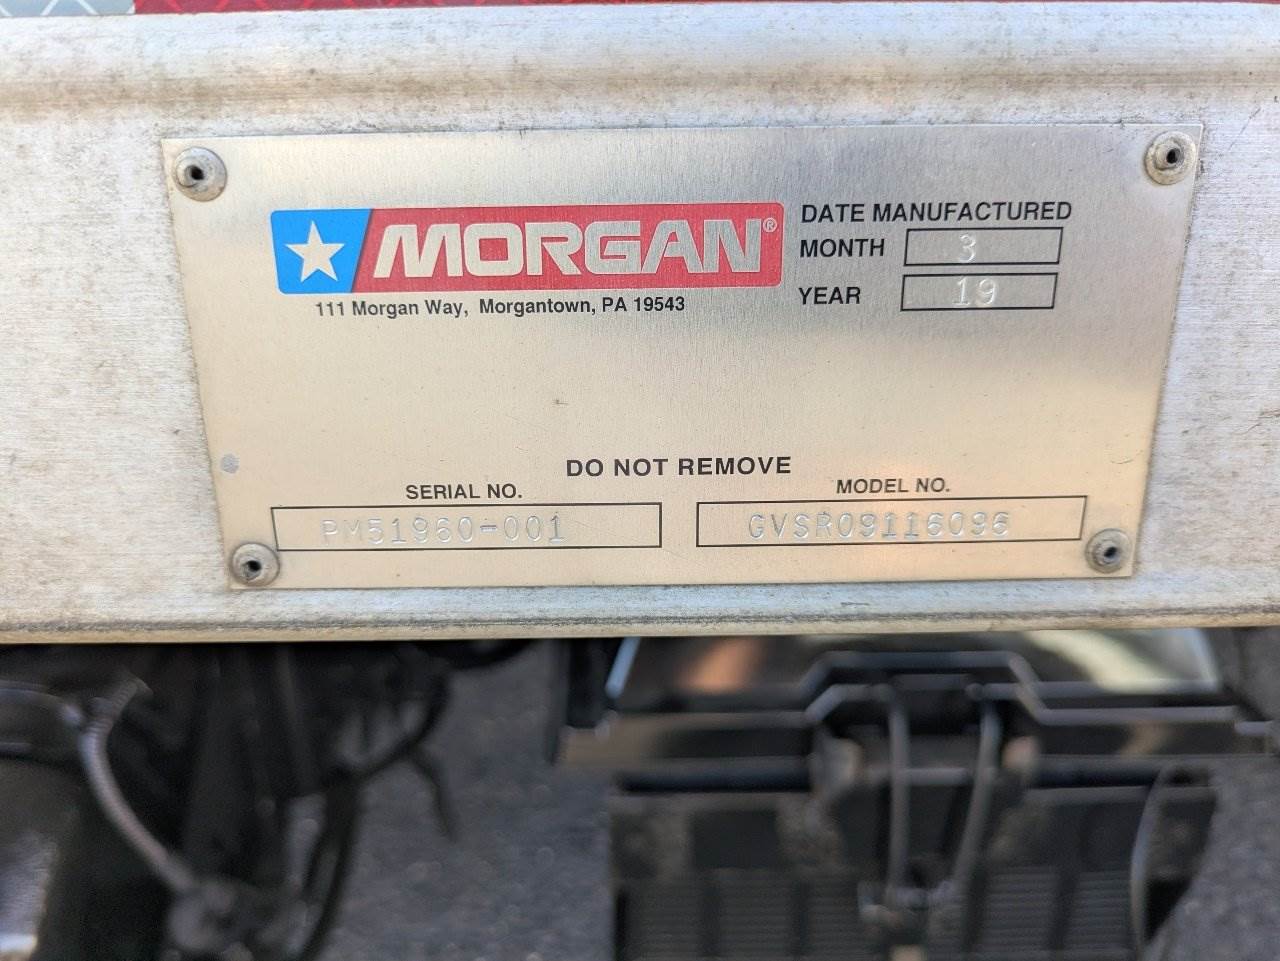 MORGAN®
111 Morgan Way, Morgantown, PA 19543
DATE MANUFACTURED
MONTH 3
YEAR 19
DO NOT REMOVE
SERIAL NO.
PM51960-001
MODEL NO.
GVSR09116096